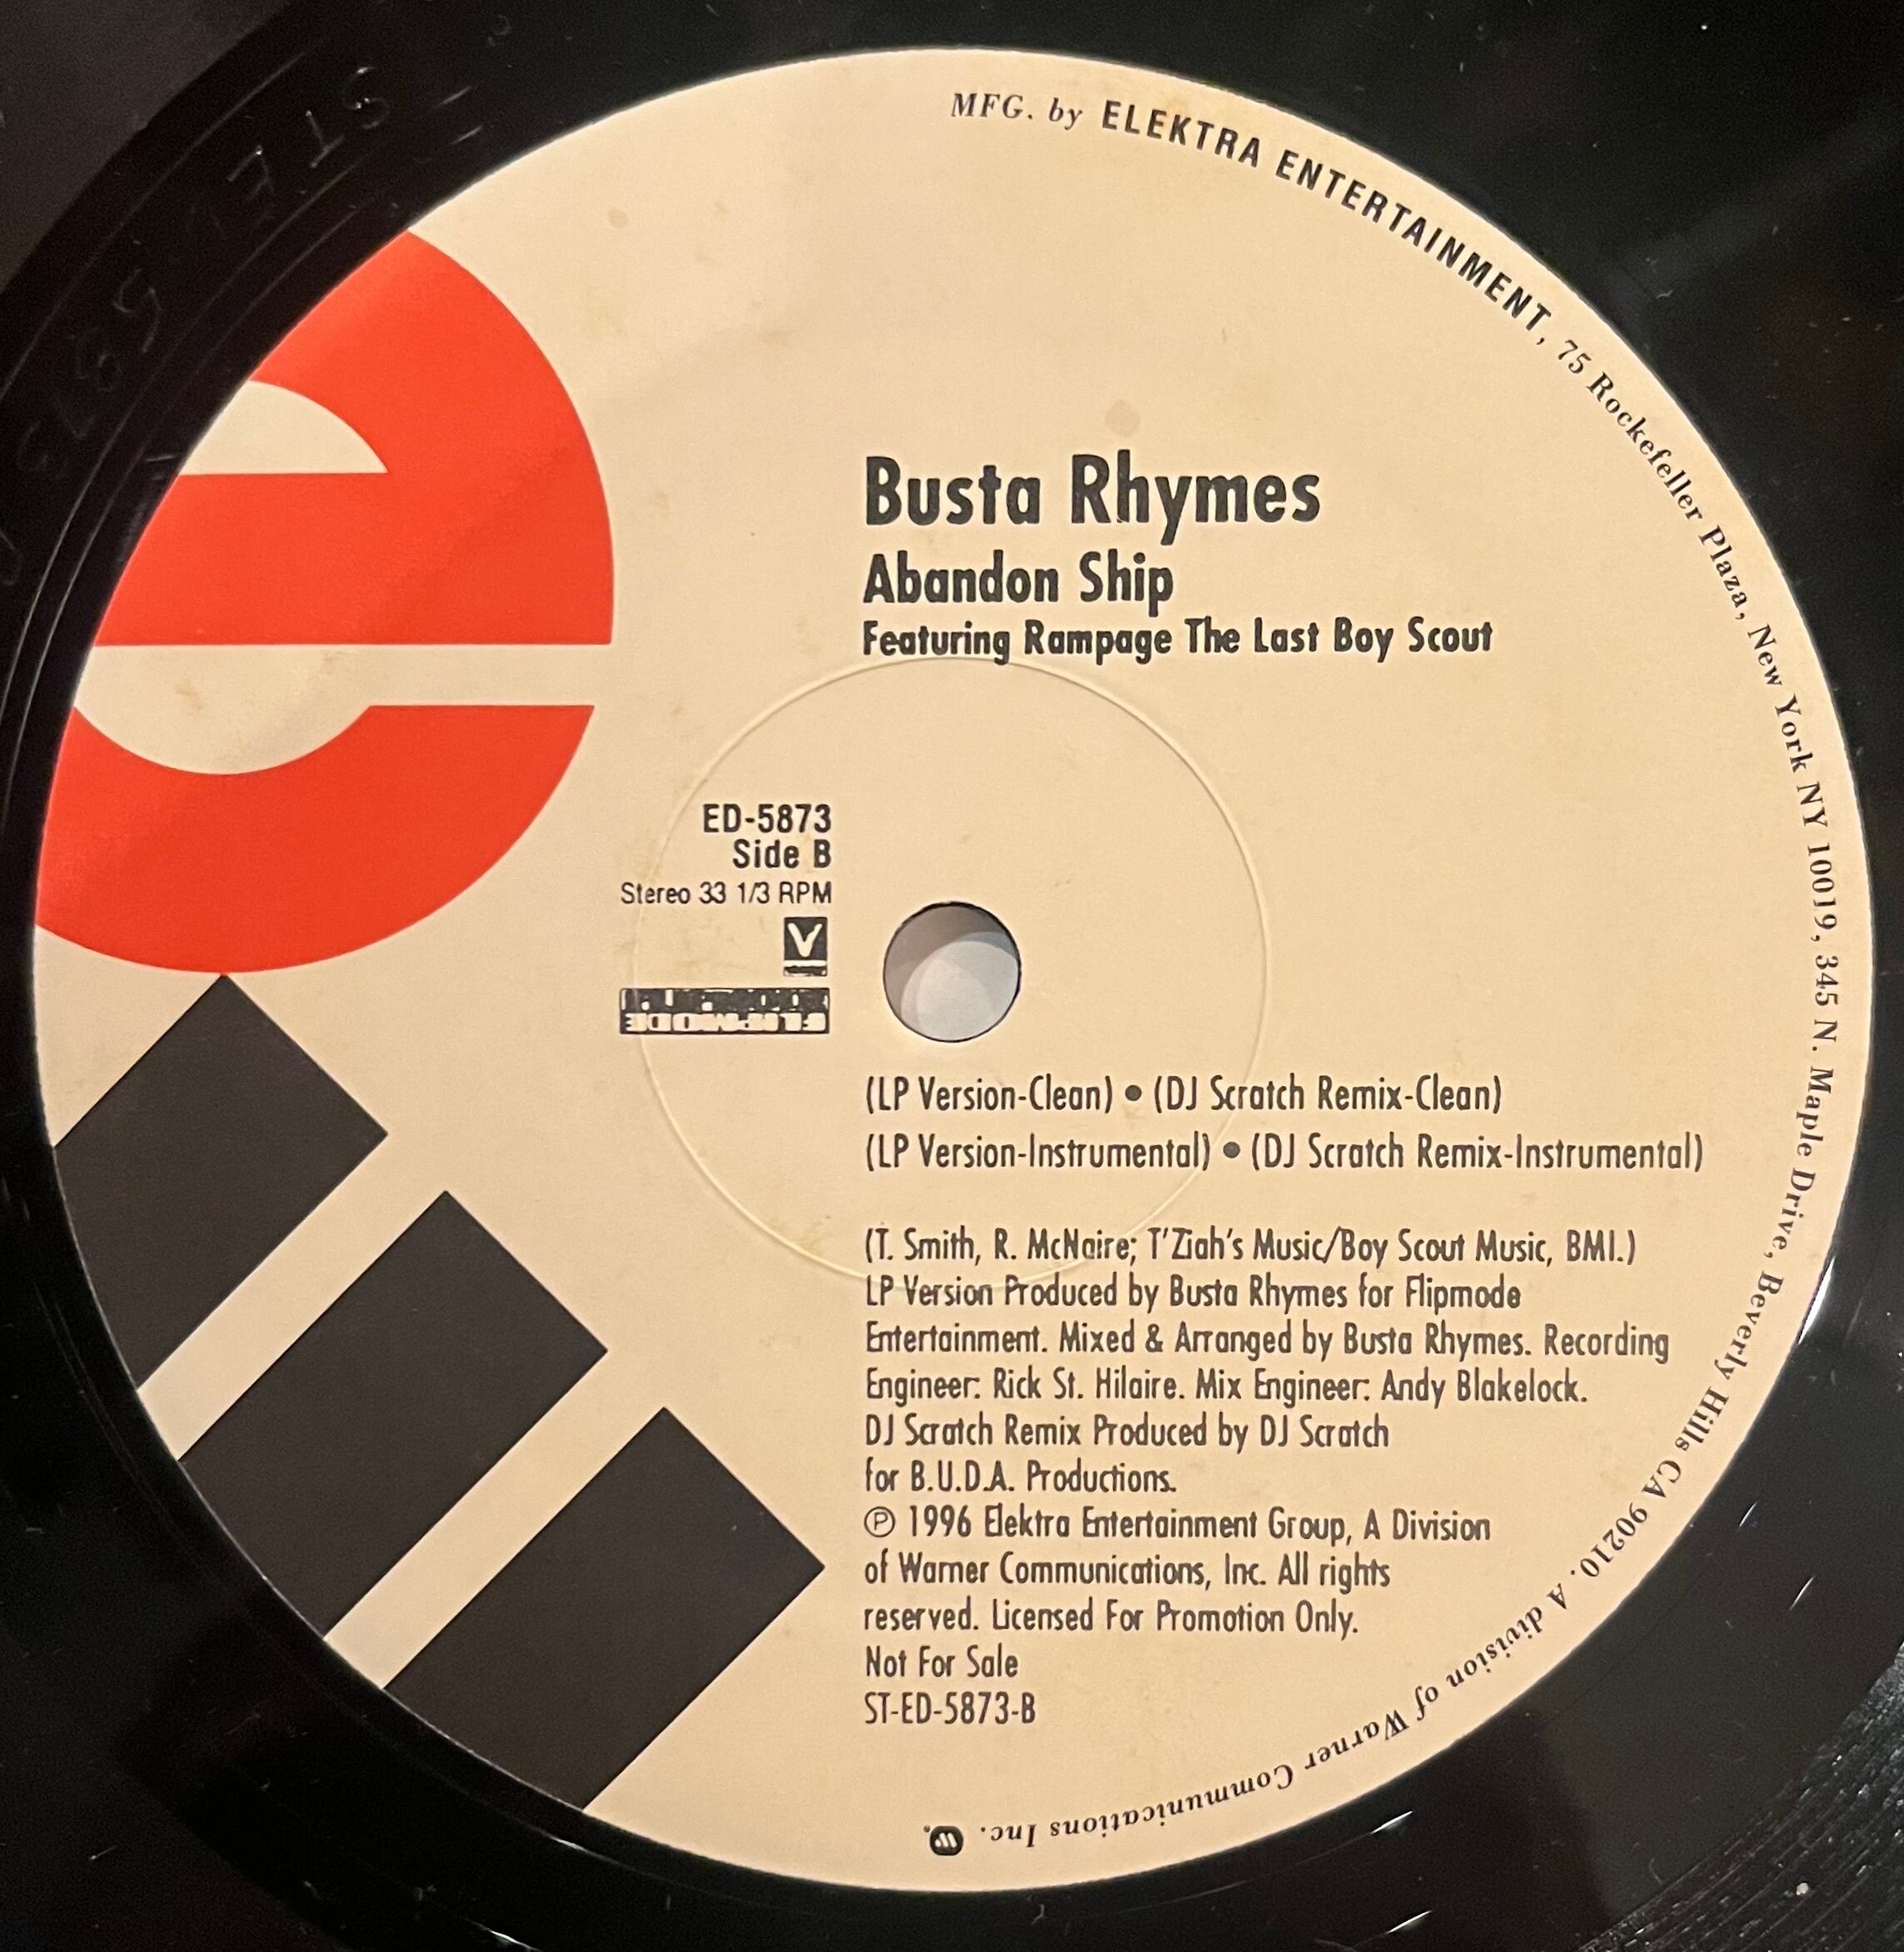 MFG. by ELEKTRA ENTERTAINMENT, 75 Rockefeller Plaza, New York NY 10019, 345 N. Maple Drive, Beverly Hills CA 90210. A division of Warner Communications Inc.
Busta Rhymes
Abandon Ship
Featuring Rampage The Last Boy Scout
ED-5873
Side B
Stereo 33 1/3 RPM
FLIPMODE
(LP Version-Clean) • (DJ Scratch Remix-Clean)
(LP Version-Instrumental) • (DJ Scratch Remix-Instrumental)
(T. Smith, R. McNaire; T'Ziah's Music/Boy Scout Music, BMI.)
LP Version Produced by Busta Rhymes for Flipmode
Entertainment. Mixed & Arranged by Busta Rhymes. Recording
Engineer: Rick St. Hilaire. Mix Engineer: Andy Blakelock.
DJ Scratch Remix Produced by DJ Scratch
for B.U.D.A. Productions.
℗ 1996 Elektra Entertainment Group, A Division
of Warner Communications, Inc. All rights
reserved. Licensed For Promotion Only.
Not For Sale
ST-ED-5873-B